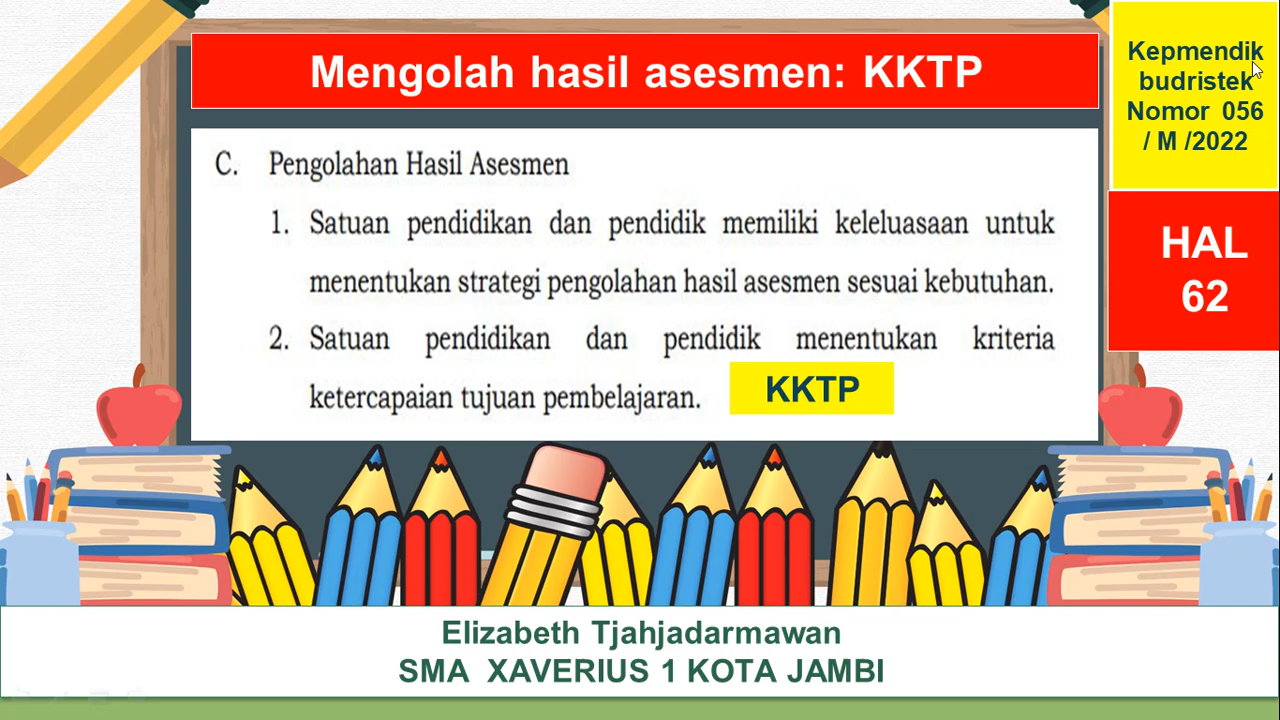 Mengolah hasil asesmen: KKTP
Kepmendik
budristek
Nomor 056
/ M /2022
HAL
62
C. Pengolahan Hasil Asesmen
1. Satuan pendidikan dan pendidik memiliki keleluasaan untuk
menentukan strategi pengolahan hasil asesmen sesuai kebutuhan.
2. Satuan pendidikan dan pendidik menentukan kriteria
ketercapaian tujuan pembelajaran.
KKTP
Elizabeth Tjahjadarmawan
SMA XAVERIUS 1 KOTA JAMBI